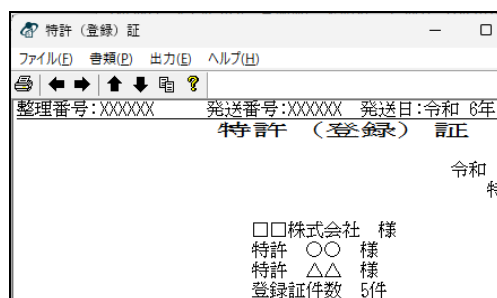 特許（登録）証
ファイル(F) 書類(P) 出力(E) ヘルプ(H)
整理番号:XXXXXX 発送番号:XXXXXX 発送日:令和 6年
特許（登録）証
令和
特
□□株式会社 様
特許 ○○ 様
特許 △△ 様
登録証件数 5件